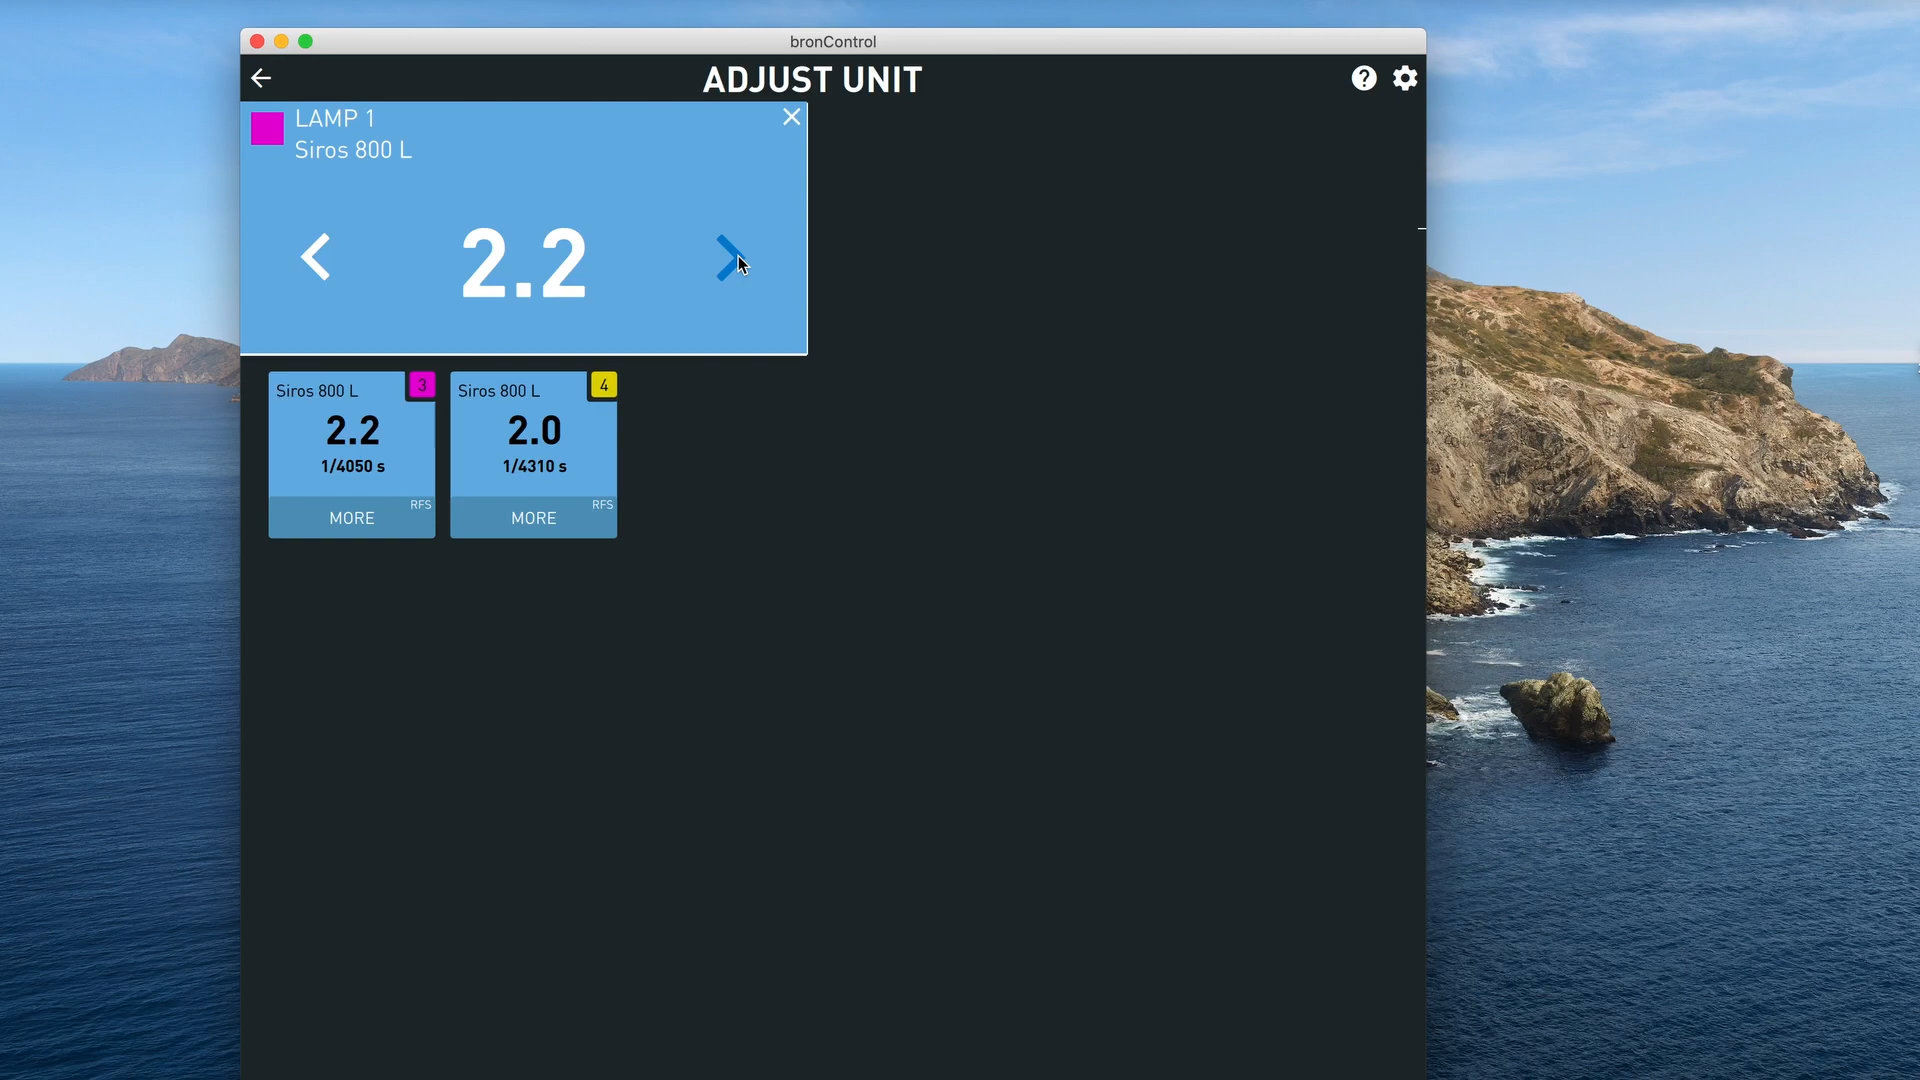 bronControl
ADJUST UNIT
LAMP 1
Siros 800 L
2.2
Siros 800 L
3
2.2
1/4050 s
RFS
MORE
Siros 800 L
4
2.0
1/4310 s
RFS
MORE